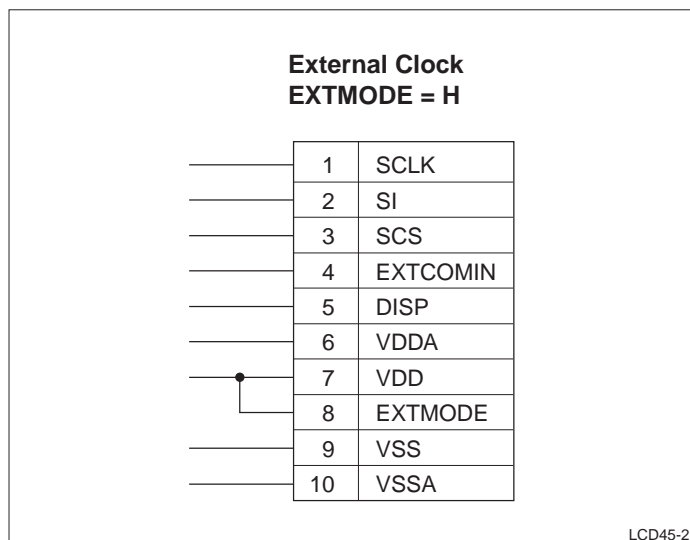 External Clock
EXTMODE = H
1 SCLK
2 SI
3 SCS
4 EXTCOMIN
5 DISP
6 VDDA
7 VDD
8 EXTMODE
9 VSS
10 VSSA
LCD45-2